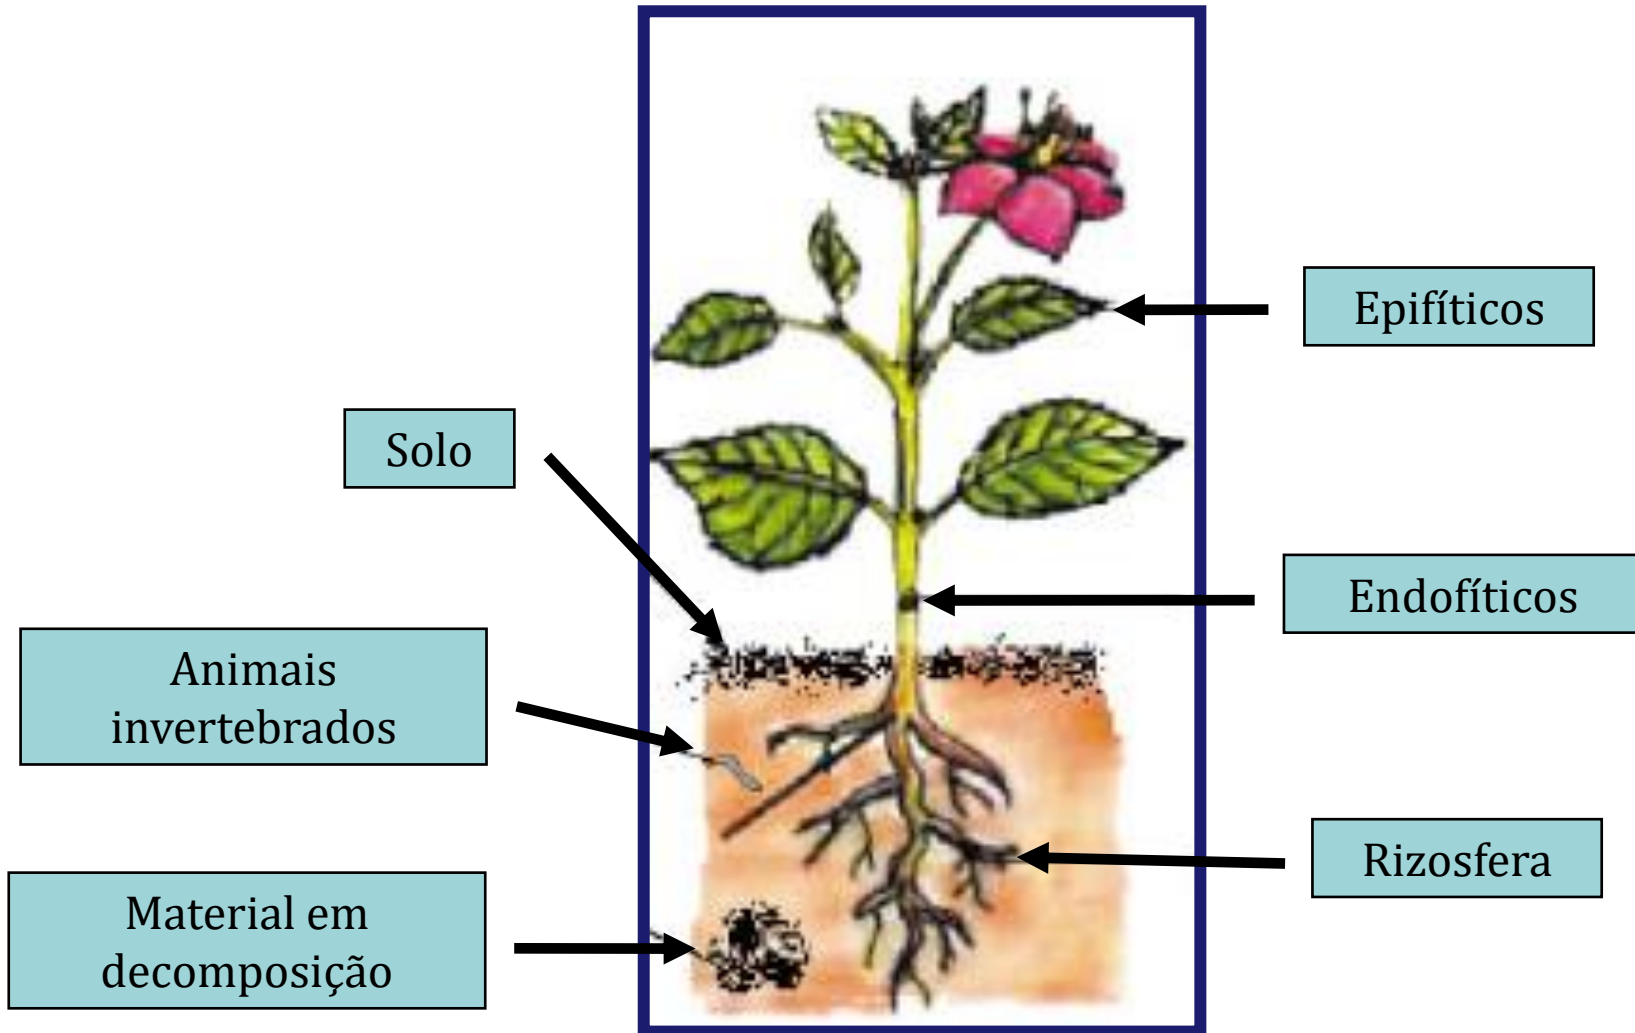 Epifíticos
Solo
Endofíticos
Animais
invertebrados
Rizosfera
Material em
decomposição